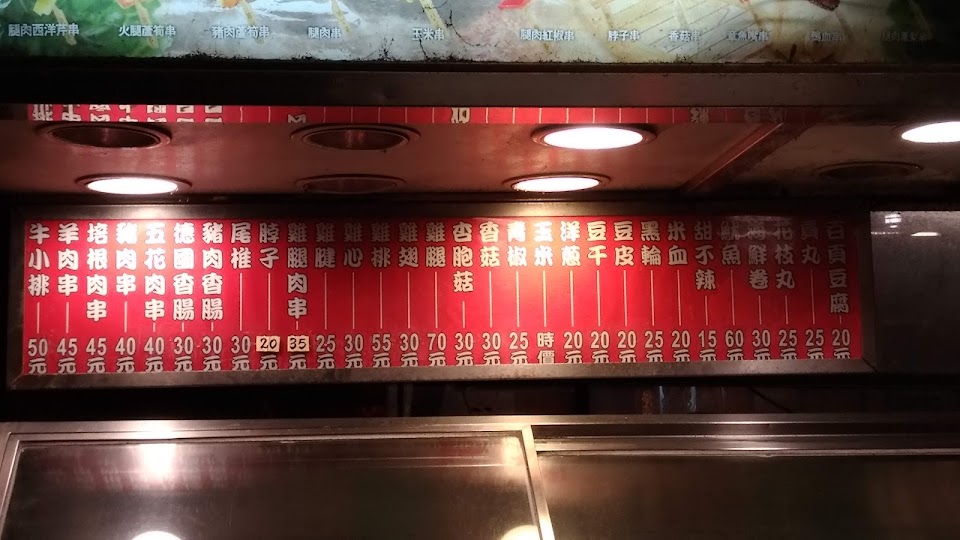 腿肉西洋芹串
火腿蘆筍串
豬肉蘆筍串
腿肉串
玉米串
腿肉紅椒串
脖子串
香菇串
牛小排 50元
羊肉串 45元
培根肉串 45元
豬肉串 40元
五花肉串 40元
德國香腸 30元
豬肉香腸 30元
尾椎 30元
脖子 20元
雞腿肉串 35元
雞腱 25元
雞心 30元
雞排 55元
雞翅 30元
雞腿 70元
杏胞菇 30元
香菇 30元
青椒 25元
玉米 時價
洋蔥 20元
豆干 20元
豆皮 20元
黑輪 25元
米血 20元
甜不辣 15元
魷魚 60元
肉鮮卷 30元
花枝丸 25元
貢丸 25元
百頁豆腐 20元